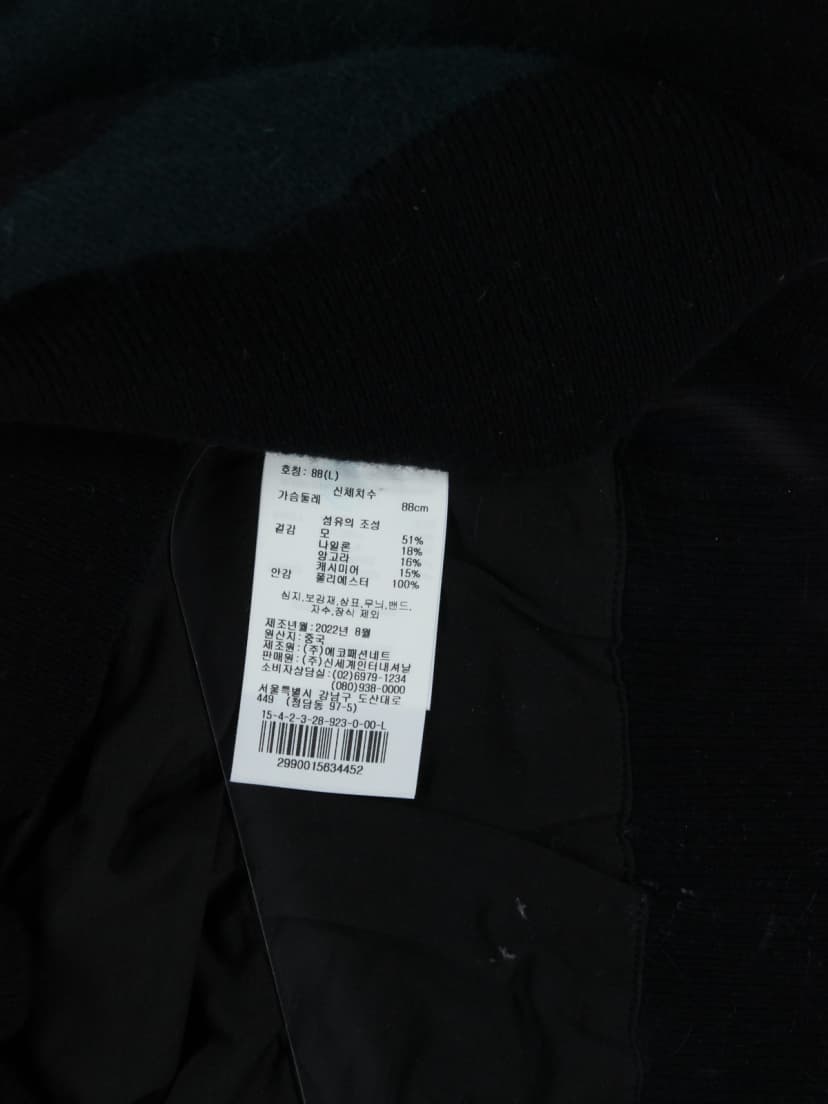 호칭: 88(L)
신체치수
가슴둘레 88cm
섬유의 조성
겉감 모 51%
나일론 18%
앙고라 16%
캐시미어 15%
안감 폴리에스터 100%
심지,보강재,상표,무늬,밴드,
자수,장식 제외
제조년월:2022년 8월
원산지:중국
제조원:(주)에코패션네트
판매원:(주)신세계인터내셔날
소비자상담실:(02)6979-1234
(080)938-0000
서울특별시 강남구 도산대로
449 (청담동 97-5)
15-4-2-3-28-923-0-00-L
2990015634452